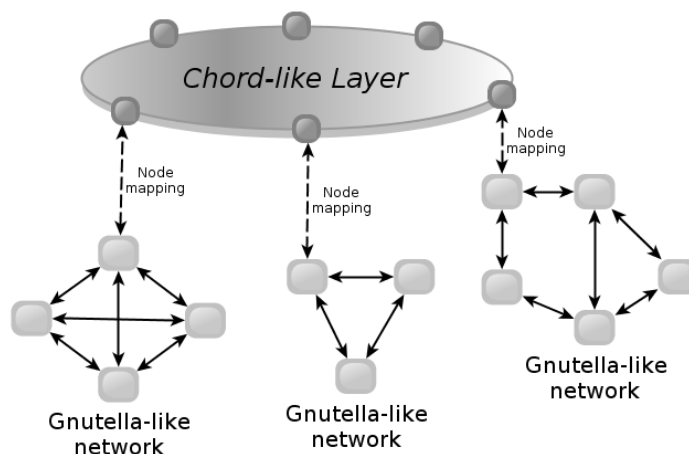 Chord-like Layer
Node
mapping
Node
mapping
Node
mapping
Gnutella-like
network
Gnutella-like
network
Gnutella-like
network